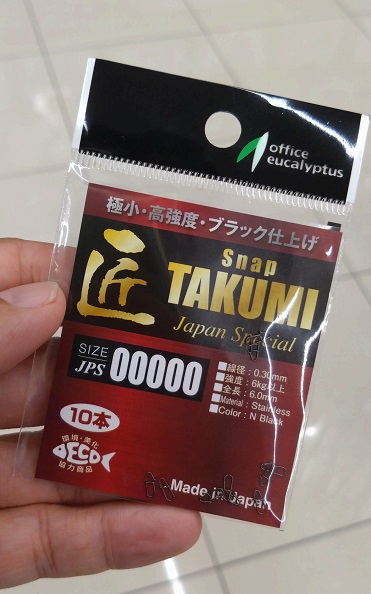 office
eucalyptus
極小・高強度・ブラック仕上げ
匠
Snap
TAKUMI
Japan Special
SIZE
JPS
00000
■線径：0.30mm
■強度：6kg以上
■全長：6.0mm
■Material：Stainless
■Color：N Black
10本
環境・美化
ECO
協力商品
Made in Japan